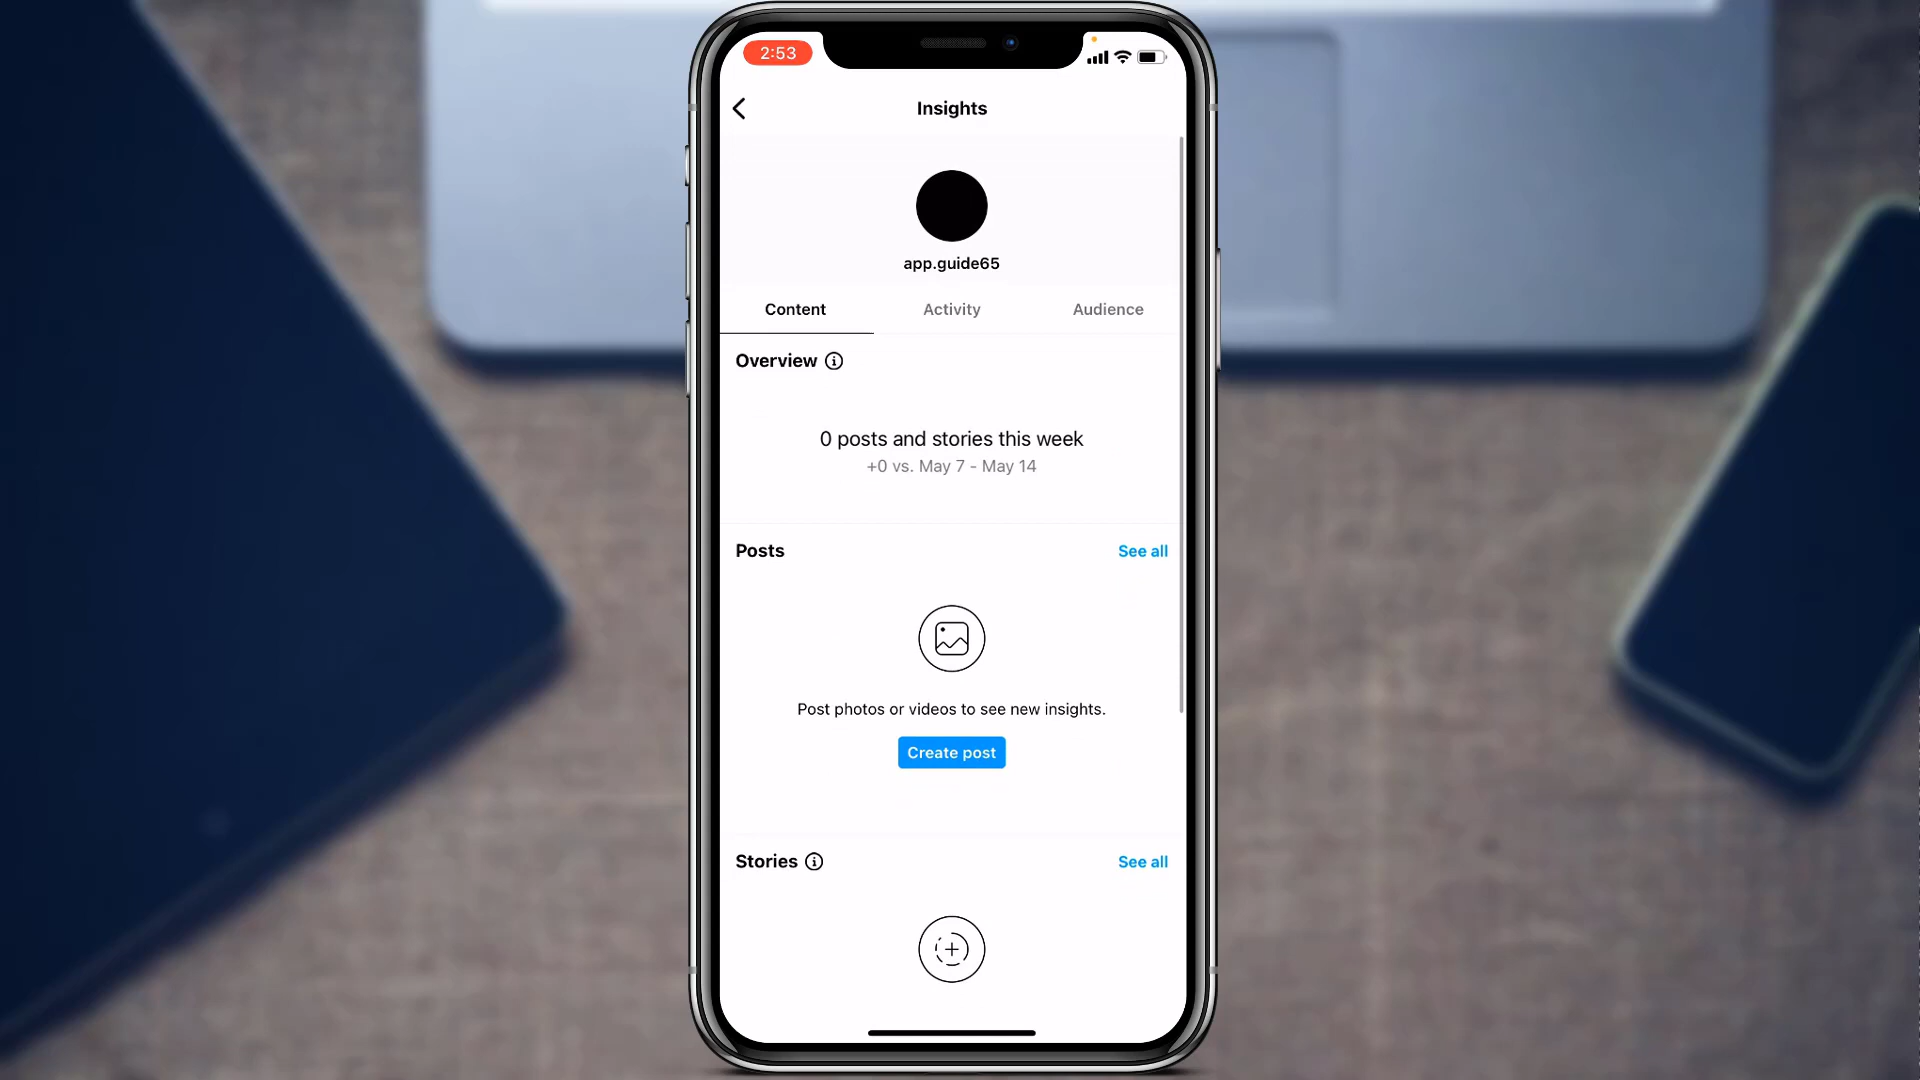 2:53
Insights
app.guide65
Content Activity Audience
Overview
0 posts and stories this week
+0 vs. May 7 - May 14
Posts See all
Post photos or videos to see new insights.
Create post
Stories See all